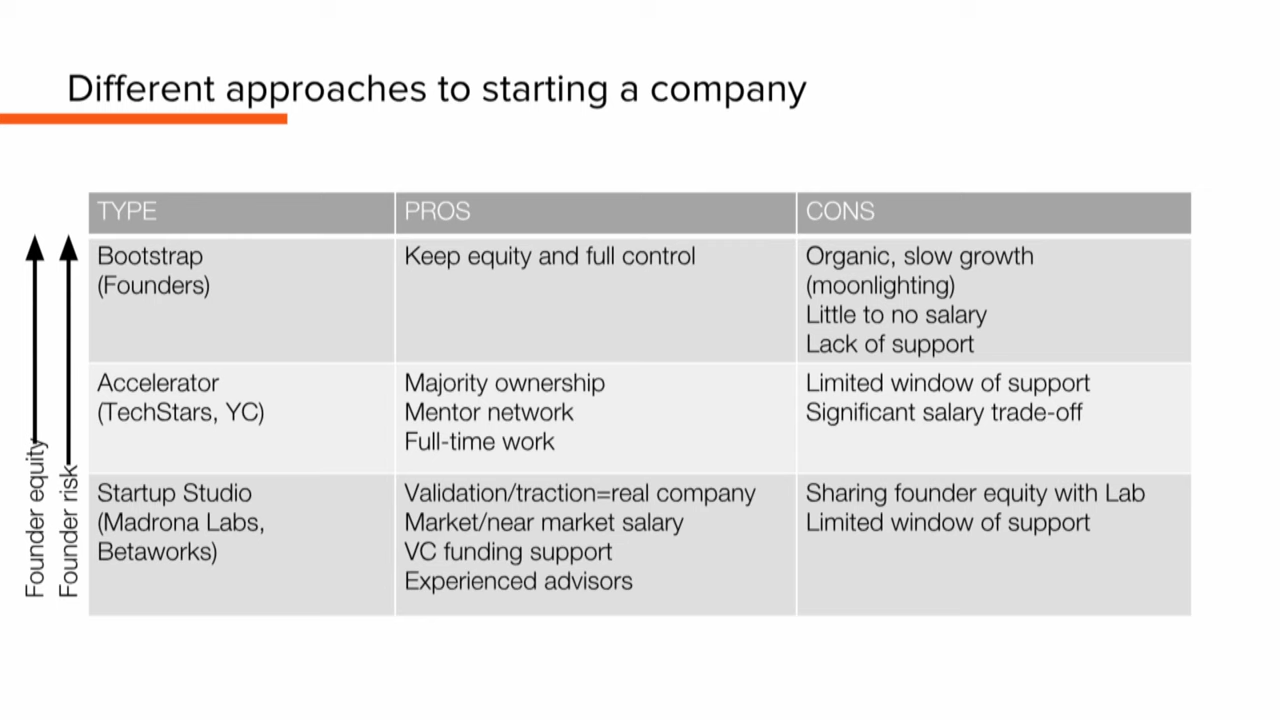 Different approaches to starting a company
TYPE
PROS
CONS
Bootstrap
(Founders)
Keep equity and full control
Organic, slow growth
(moonlighting)
Little to no salary
Lack of support
Accelerator
(TechStars, YC)
Majority ownership
Mentor network
Full-time work
Limited window of support
Significant salary trade-off
Startup Studio
(Madrona Labs,
Betaworks)
Validation/traction=real company
Market/near market salary
VC funding support
Experienced advisors
Sharing founder equity with Lab
Limited window of support
Founder equity
Founder risk